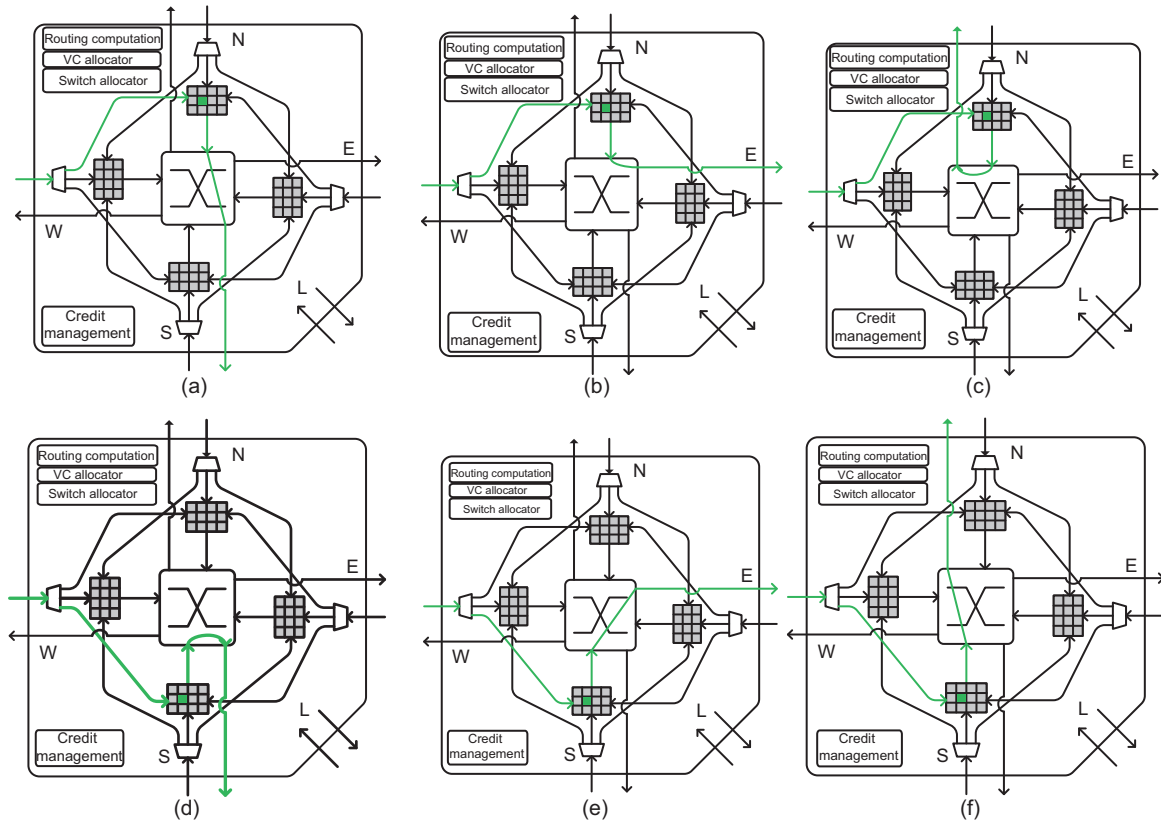 Routing computation
VC allocator
Switch allocator
N
E
W
S
L
Credit
management
(a)
Routing computation
VC allocator
Switch allocator
N
E
W
S
L
Credit
management
(b)
Routing computation
VC allocator
Switch allocator
N
E
W
S
L
Credit
management
(c)
Routing computation
VC allocator
Switch allocator
N
E
W
S
L
Credit
management
(d)
Routing computation
VC allocator
Switch allocator
N
E
W
S
L
Credit
management
(e)
Routing computation
VC allocator
Switch allocator
N
E
W
S
L
Credit
management
(f)